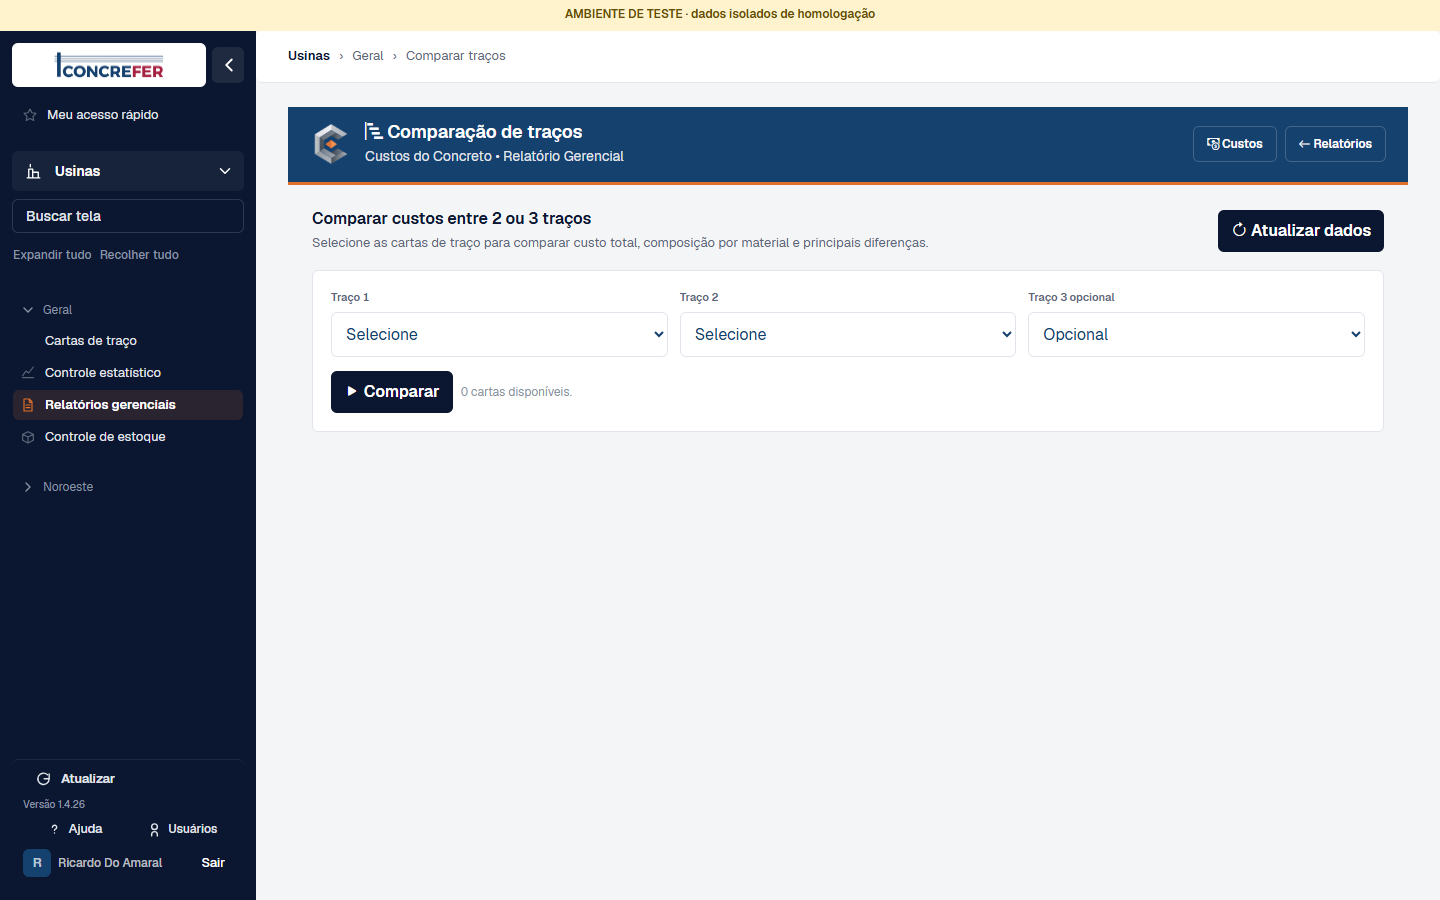 AMBIENTE DE TESTE · dados isolados de homologação
CONCREFER
Meu acesso rápido
Usinas
Buscar tela
Expandir tudo Recolher tudo
Geral
Cartas de traço
Controle estatístico
Relatórios gerenciais
Controle de estoque
Noroeste
Atualizar
Versão 1.4.26
? Ajuda
Usuários
R Ricardo Do Amaral
Sair
Usinas › Geral › Comparar traços
Comparação de traços
Custos do Concreto • Relatório Gerencial
Custos
← Relatórios
Comparar custos entre 2 ou 3 traços
Selecione as cartas de traço para comparar custo total, composição por material e principais diferenças.
Atualizar dados
Traço 1
Traço 2
Traço 3 opcional
Selecione
Selecione
Opcional
Comparar
0 cartas disponíveis.